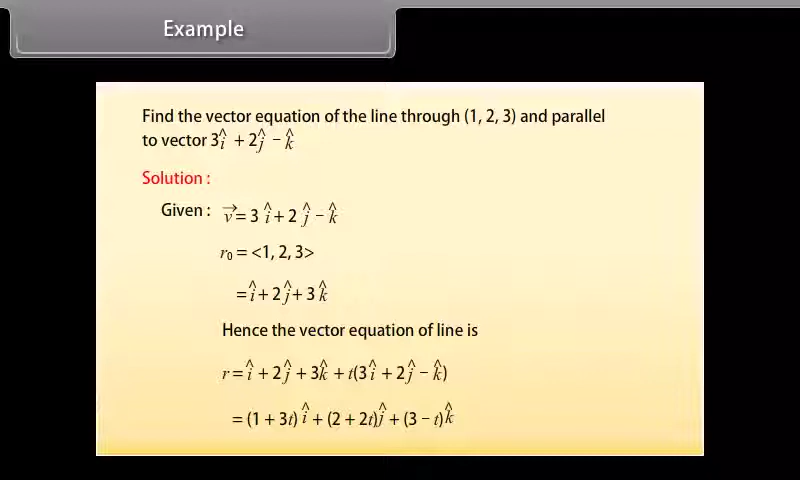 Example
Find the vector equation of the line through (1, 2, 3) and parallel
to vector 3î + 2ĵ − k̂
Solution :
Given : v⃗ = 3 î + 2 ĵ − k̂
r₀ = <1, 2, 3>
= î + 2 ĵ + 3 k̂
Hence the vector equation of line is
r = î + 2ĵ + 3k̂ + t(3î + 2ĵ − k̂)
= (1 + 3t) î + (2 + 2t)ĵ + (3 − t)k̂